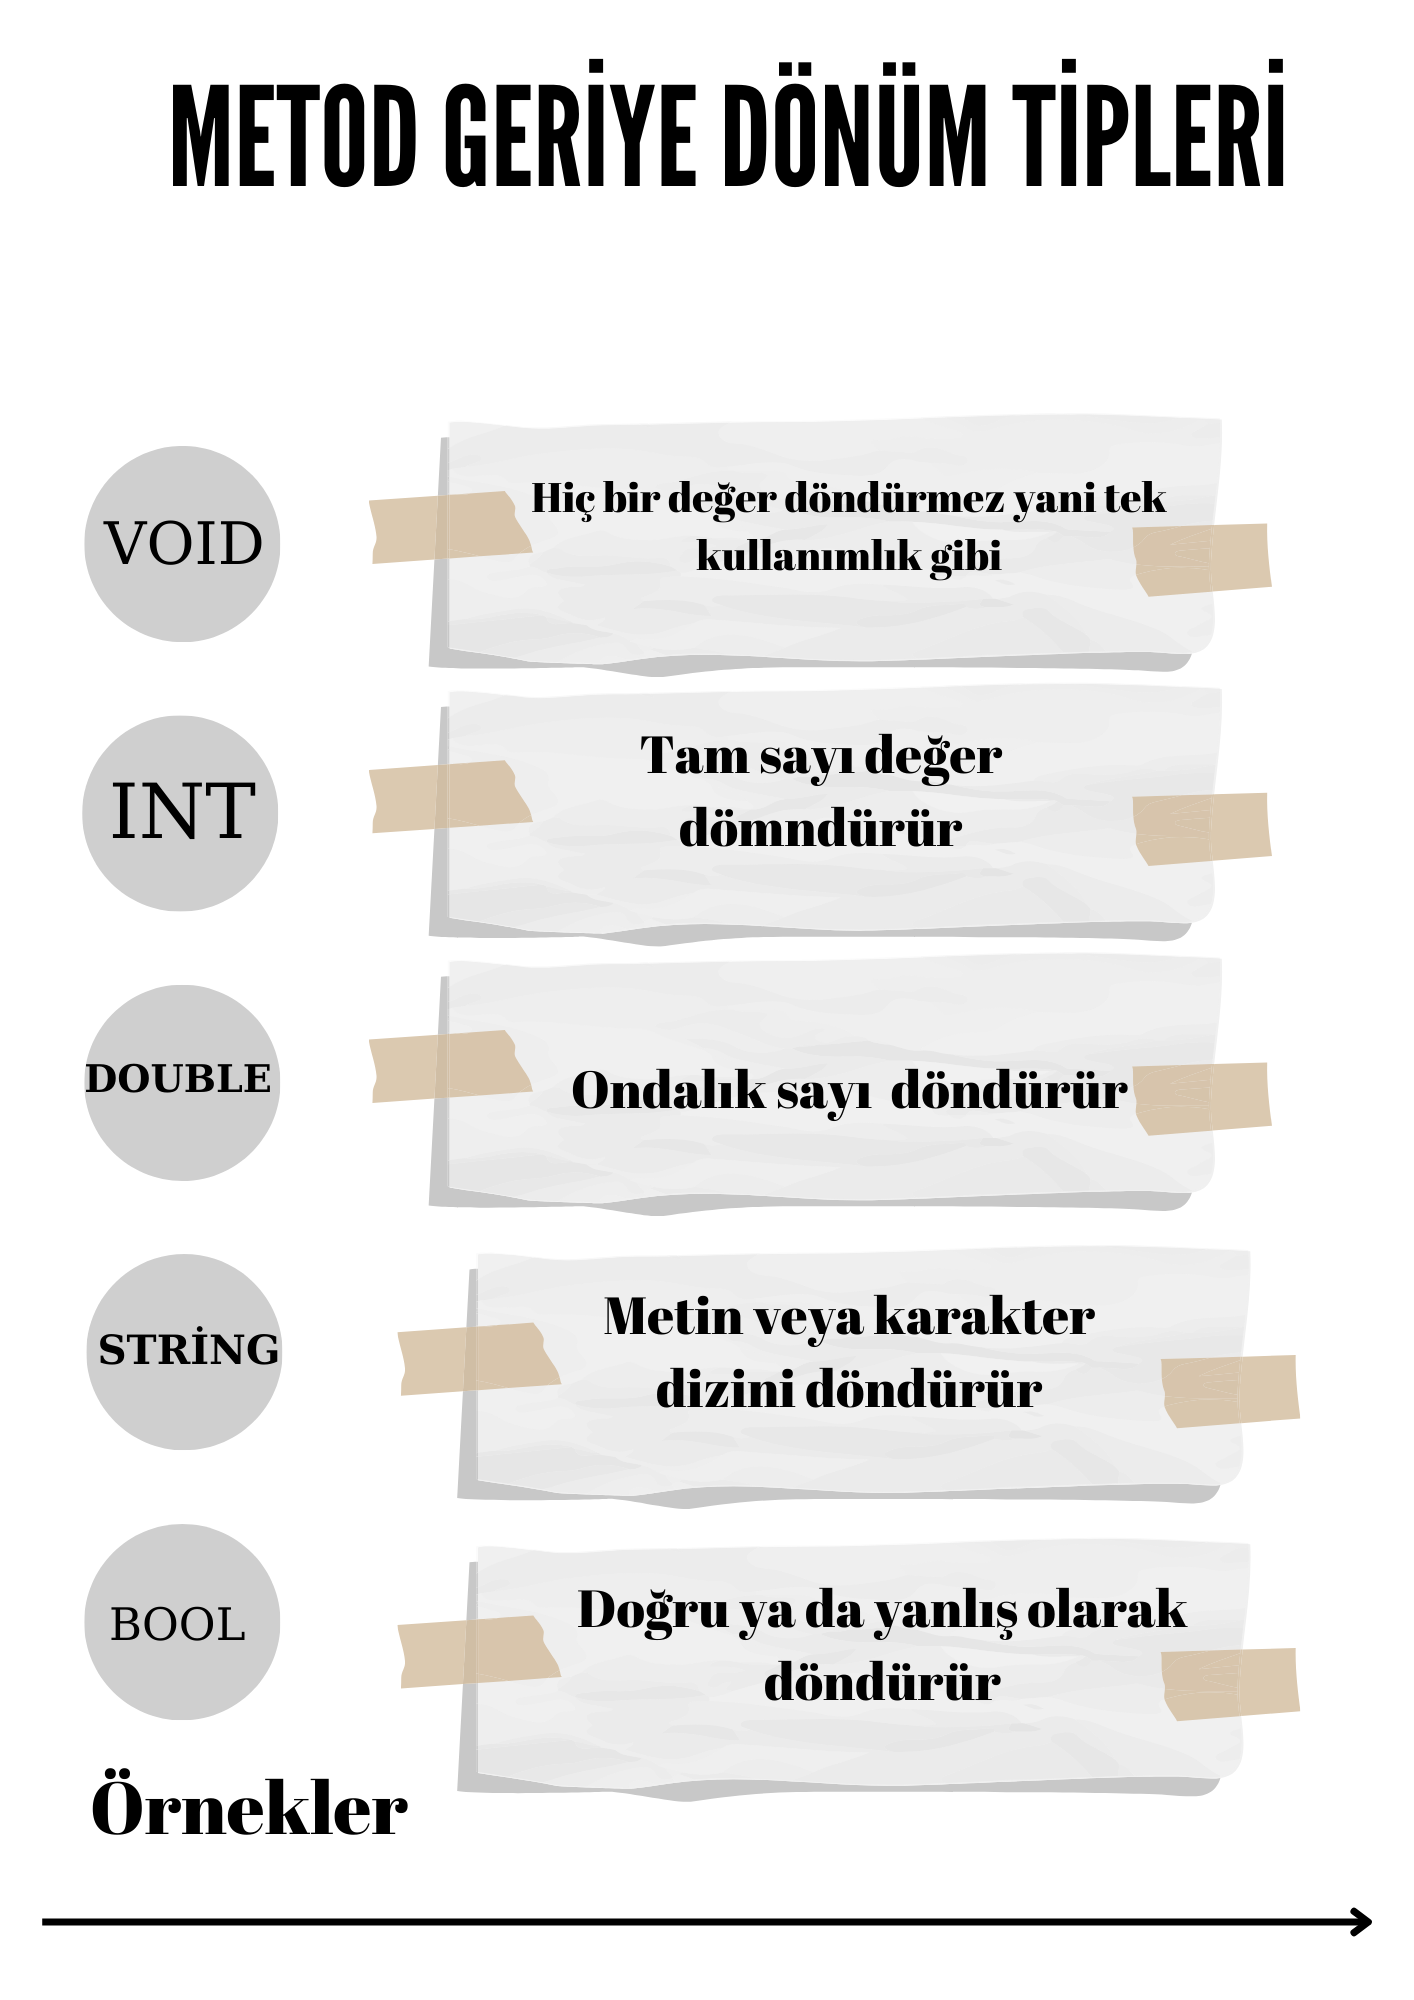 METOD GERİYE DÖNÜM TİPLERİ
VOID
Hiç bir değer döndürmez yani tek
kullanımlık gibi
INT
Tam sayı değer
dömndürür
DOUBLE
Ondalık sayı  döndürür
STRİNG
Metin veya karakter
dizini döndürür
BOOL
Doğru ya da yanlış olarak
döndürür
Örnekler